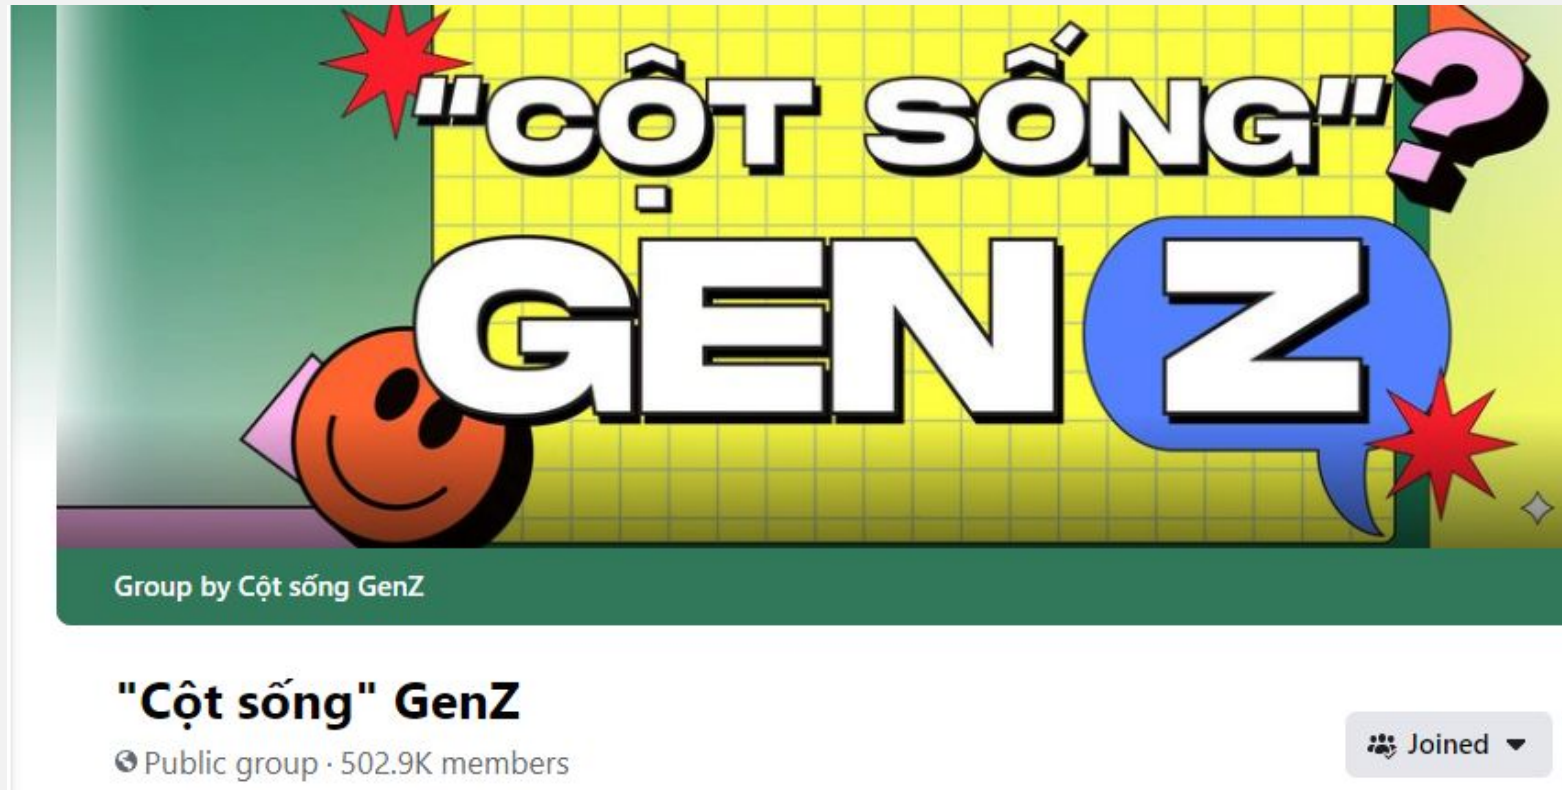 "CỘT SỐNG"?
GEN Z
Group by Cột sống GenZ
"Cột sống" GenZ
Public group · 502.9K members
Joined